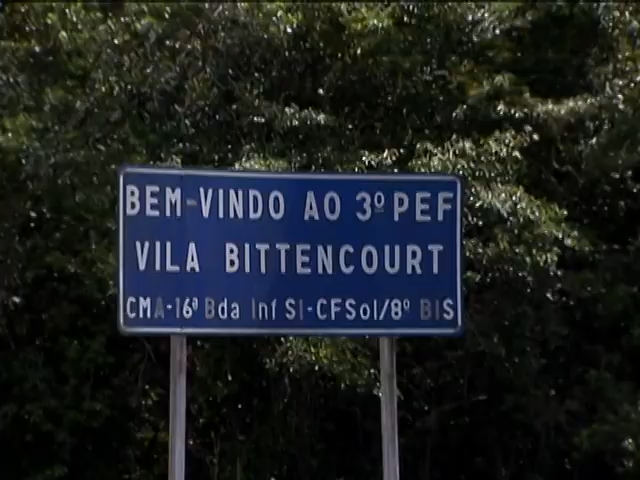 BEM-VINDO AO 3º PEF
VILA BITTENCOURT
CMA-16ª Bda Inf Sl-CFSol/8º BIS